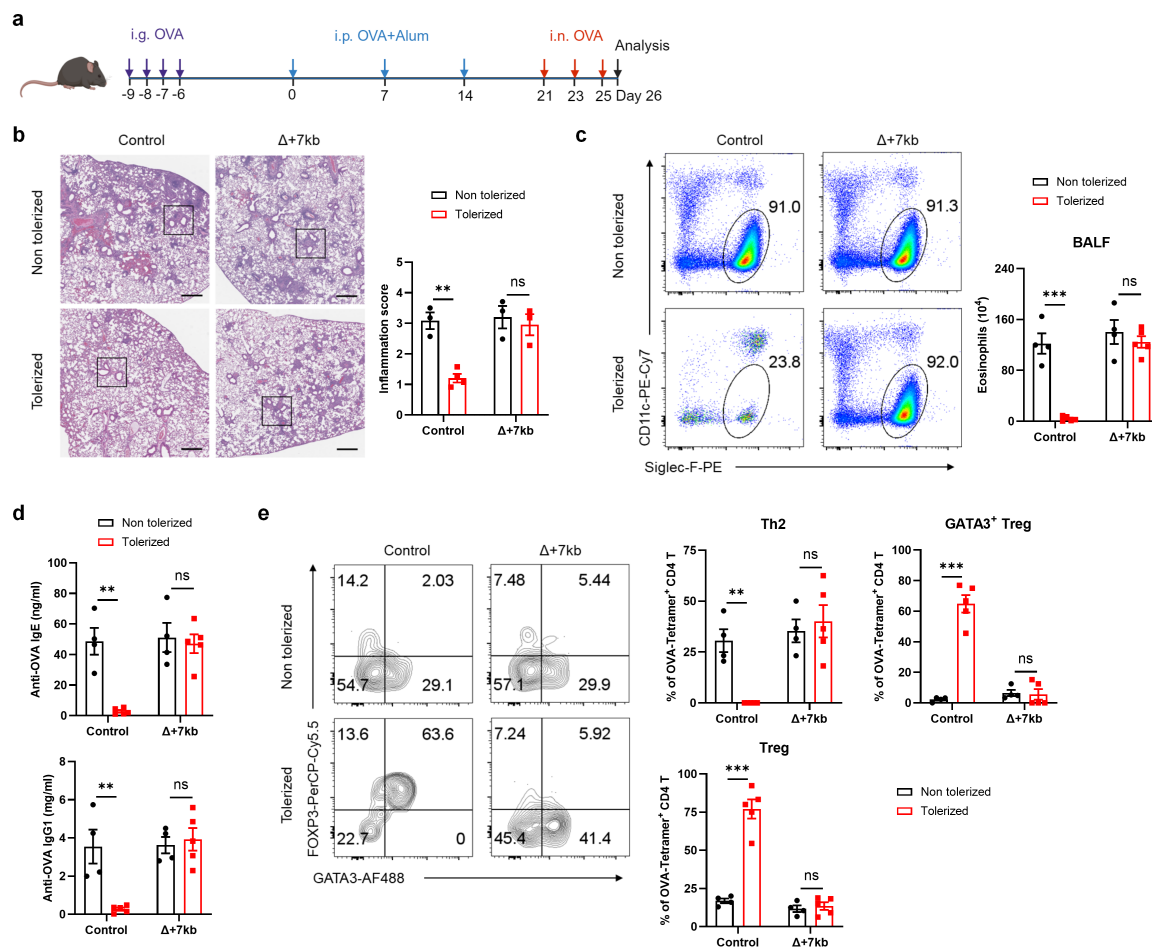 a
i.g. OVA
i.p. OVA+Alum
i.n. OVA
Analysis
-9 -8 -7 -6 0 7 14 21 23 25 Day 26
b
Control
Δ+7kb
Non tolerized
Tolerized
Non tolerized
Tolerized
Inflammation score
5
4
3
2
1
0
**
ns
Control
Δ+7kb
c
Control
Δ+7kb
Non tolerized
Tolerized
91.0
91.3
23.8
92.0
CD11c-PE-Cy7
Siglec-F-PE
Non tolerized
Tolerized
BALF
Eosinophils (10⁴)
240
160
80
0
***
ns
Control
Δ+7kb
d
Non tolerized
Tolerized
Anti-OVA IgE (ng/ml)
100
80
60
40
20
0
**
ns
Control
Δ+7kb
Anti-OVA IgG1 (mg/ml)
8
6
4
2
0
**
ns
Control
Δ+7kb
e
Control
Δ+7kb
Non tolerized
Tolerized
14.2 2.03
54.7 29.1
7.48 5.44
57.1 29.9
13.6 63.6
22.7 0
7.24 5.92
45.4 41.4
FOXP3-PerCP-Cy5.5
GATA3-AF488
Th2
% of OVA-Tetramer⁺ CD4 T
75
50
25
0
**
ns
Control
Δ+7kb
GATA3⁺ Treg
% of OVA-Tetramer⁺ CD4 T
100
80
60
40
20
0
***
ns
Control
Δ+7kb
Treg
% of OVA-Tetramer⁺ CD4 T
100
75
50
25
0
***
ns
Control
Δ+7kb
Non tolerized
Tolerized